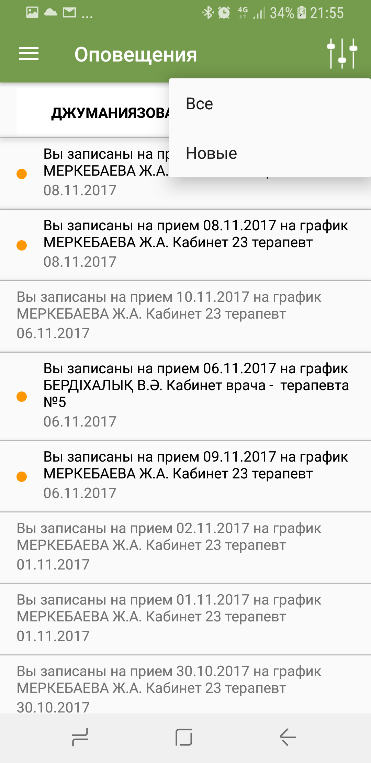 ... 4G 34% 21:55
Оповещения
Все
Новые
ДЖУМАНИЯЗОВА
Вы записаны на пр
МЕРКЕБАЕВА Ж.А.
08.11.2017
Вы записаны на прием 08.11.2017 на график
МЕРКЕБАЕВА Ж.А. Кабинет 23 терапевт
08.11.2017
Вы записаны на прием 10.11.2017 на график
МЕРКЕБАЕВА Ж.А. Кабинет 23 терапевт
06.11.2017
Вы записаны на прием 06.11.2017 на график
БЕРДІХАЛЫҚ В.Ә. Кабинет врача - терапевта
№5
06.11.2017
Вы записаны на прием 09.11.2017 на график
МЕРКЕБАЕВА Ж.А. Кабинет 23 терапевт
06.11.2017
Вы записаны на прием 02.11.2017 на график
МЕРКЕБАЕВА Ж.А. Кабинет 23 терапевт
01.11.2017
Вы записаны на прием 01.11.2017 на график
МЕРКЕБАЕВА Ж.А. Кабинет 23 терапевт
01.11.2017
Вы записаны на прием 30.10.2017 на график
МЕРКЕБАЕВА Ж.А. Кабинет 23 терапевт
30.10.2017